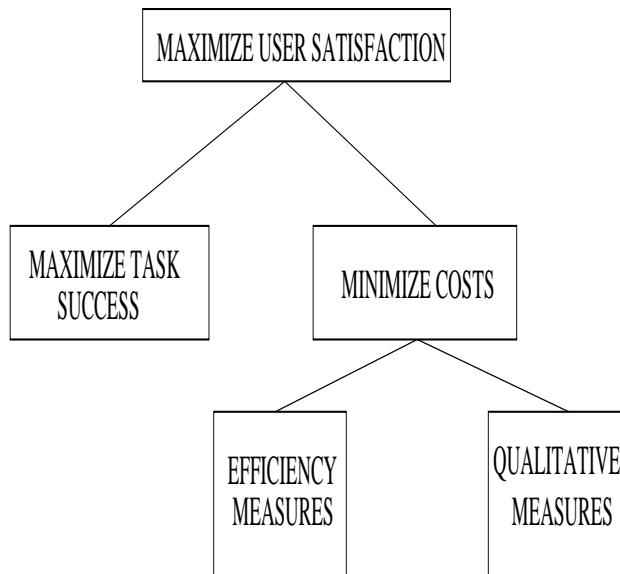 MAXIMIZE USER SATISFACTION
MAXIMIZE TASK
SUCCESS
MINIMIZE COSTS
EFFICIENCY
MEASURES
QUALITATIVE
MEASURES